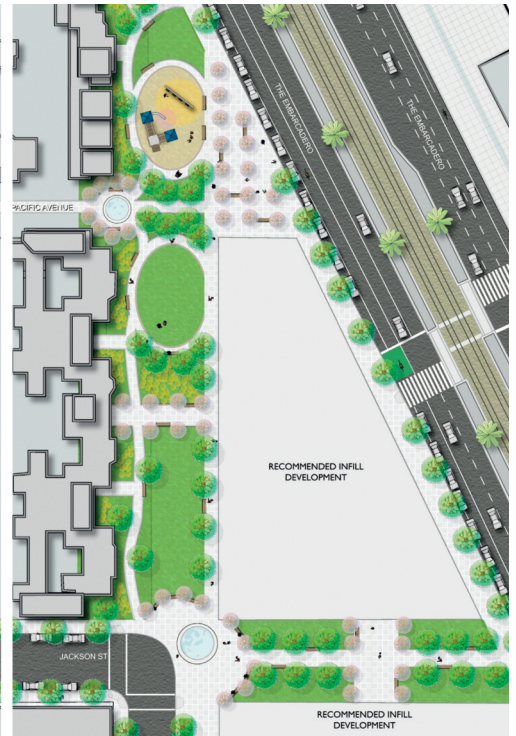 THE EMBARCADERO
THE EMBARCADERO
PACIFIC AVENUE
RECOMMENDED INFILL
DEVELOPMENT
JACKSON ST
RECOMMENDED INFILL
DEVELOPMENT